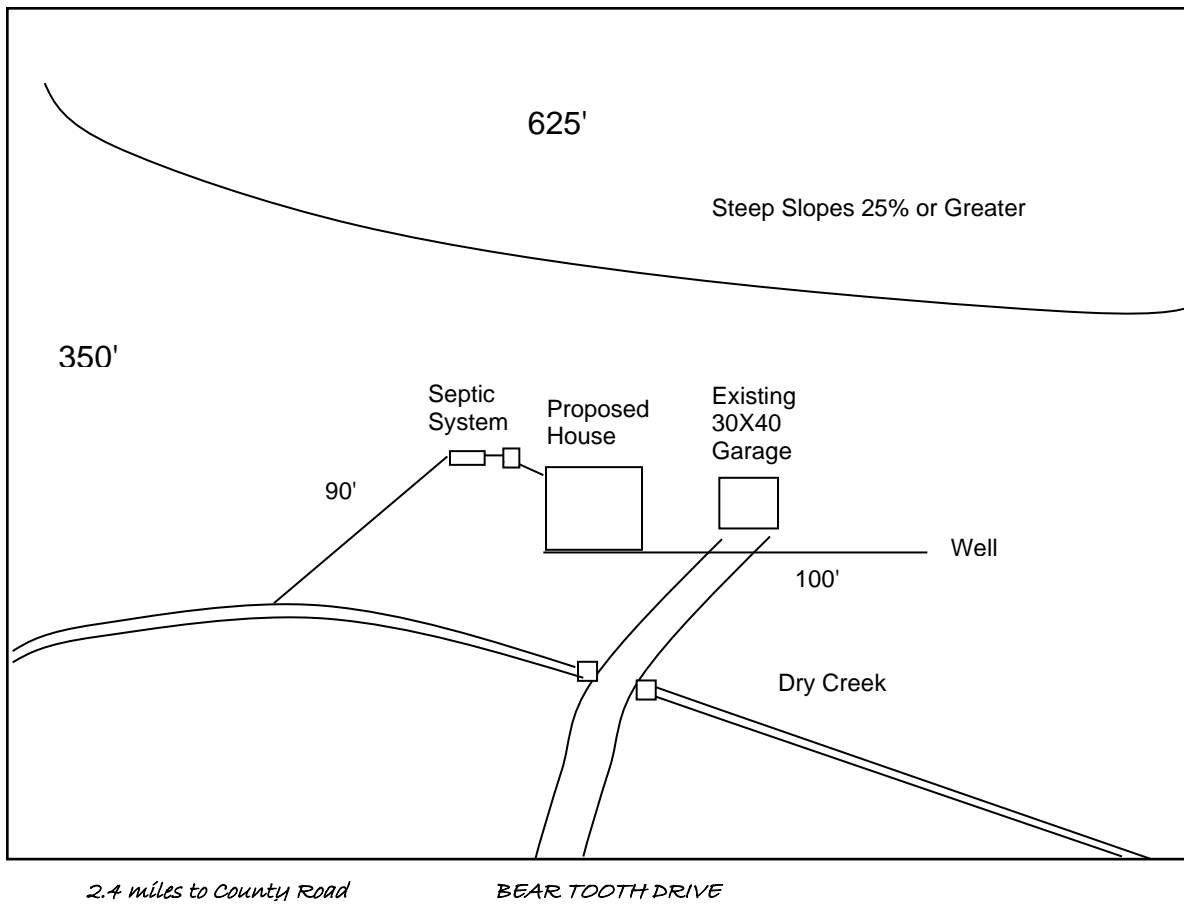 625'
Steep Slopes 25% or Greater
350'
Septic
System
Proposed
House
Existing
30X40
Garage
90'
Well
100'
Dry Creek
2.4 miles to County Road
BEAR TOOTH DRIVE